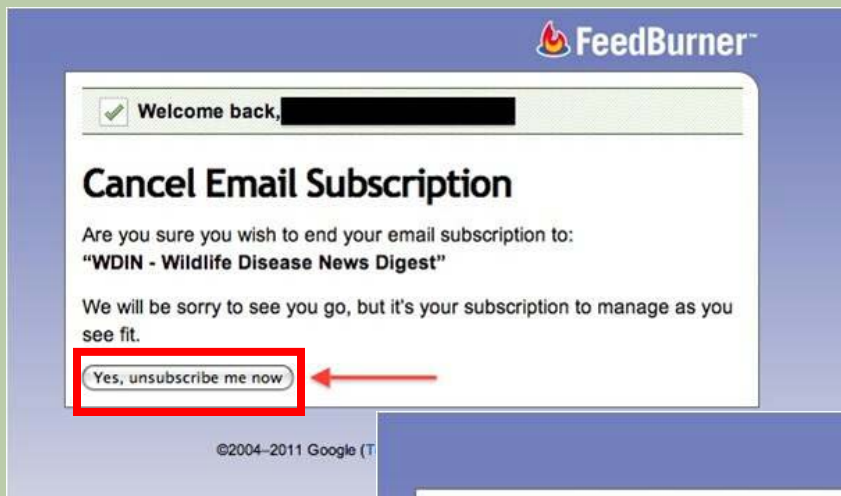 FeedBurner™
Welcome back,
Cancel Email Subscription
Are you sure you wish to end your email subscription to:
“WDIN - Wildlife Disease News Digest”
We will be sorry to see you go, but it's your subscription to manage as you
see fit.
Yes, unsubscribe me now
©2004–2011 Google (T